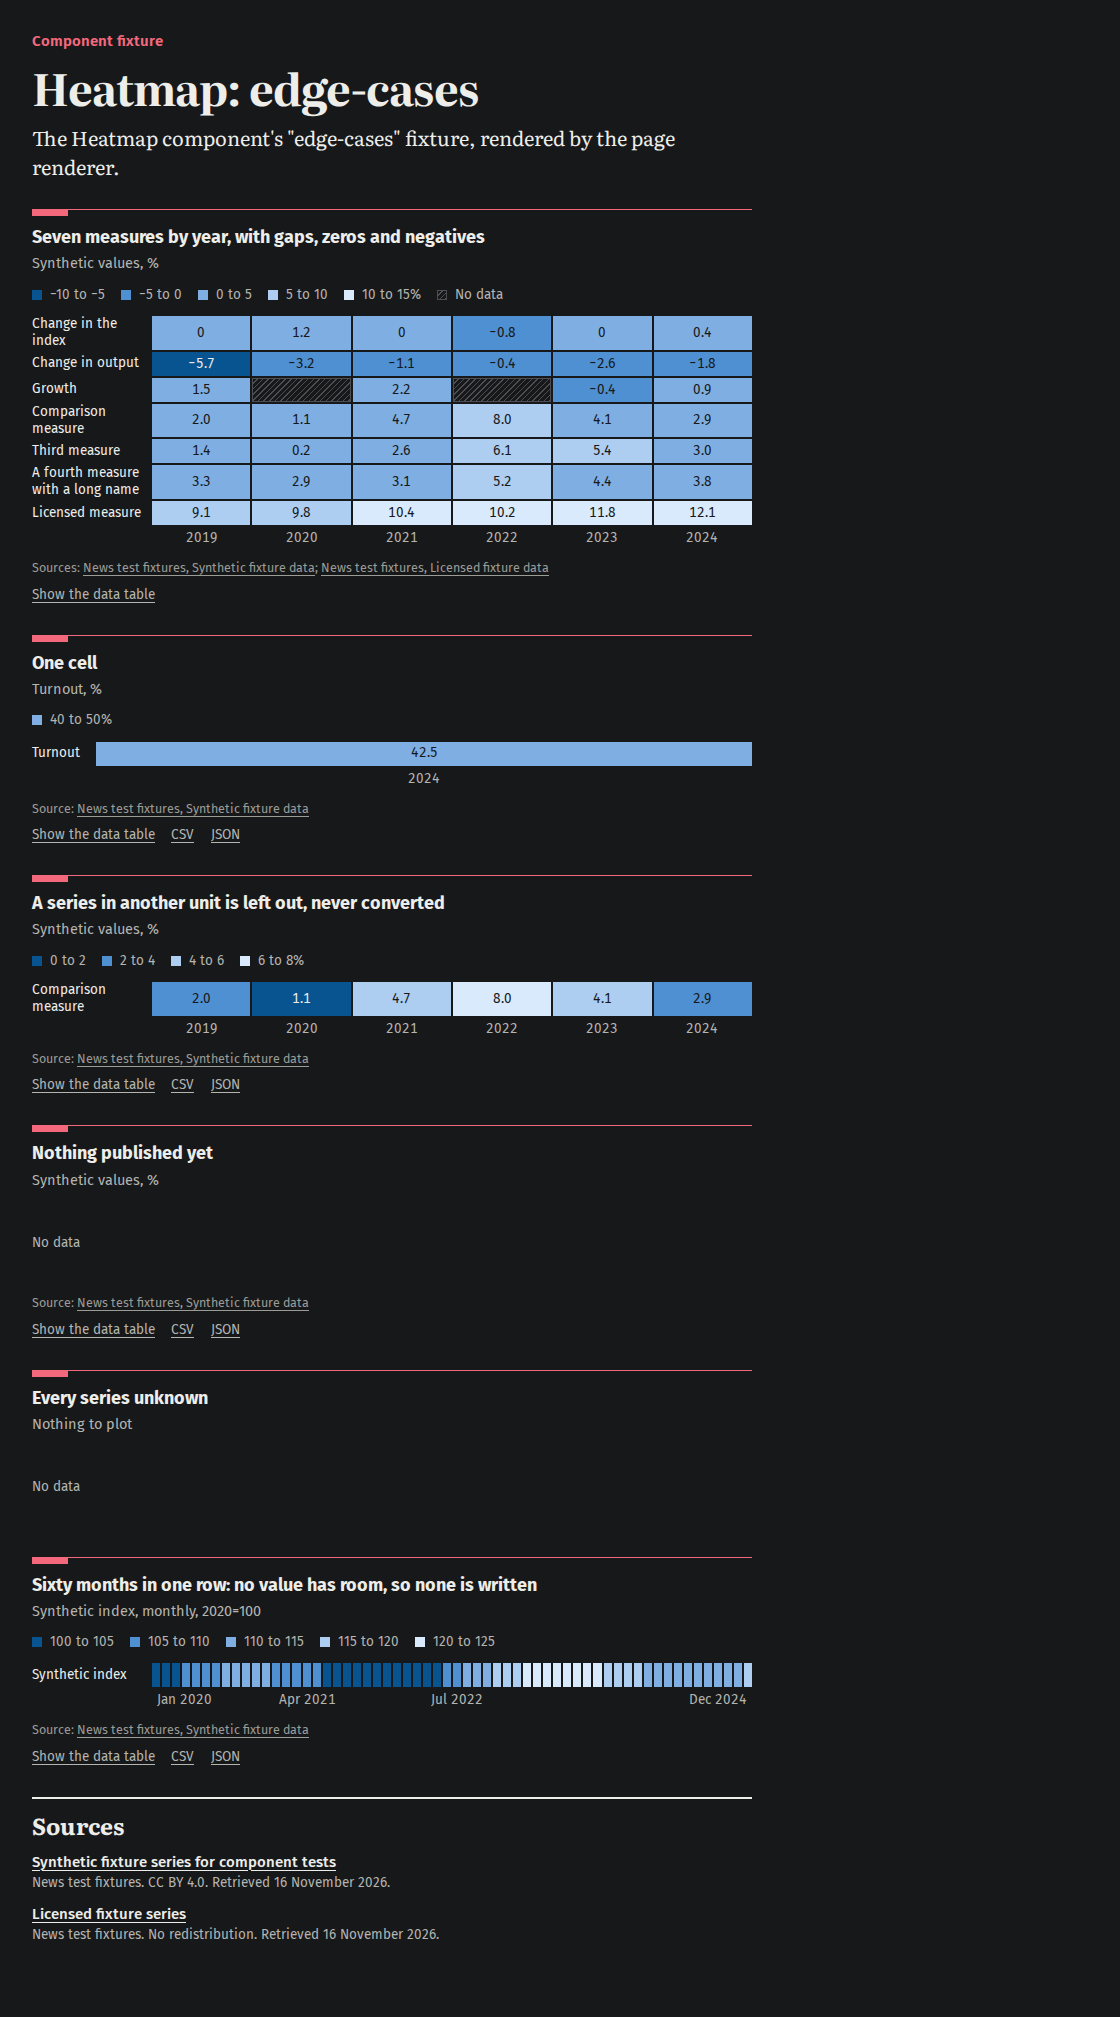 Component fixture
Heatmap: edge-cases
The Heatmap component's "edge-cases" fixture, rendered by the page
renderer.
Seven measures by year, with gaps, zeros and negatives
Synthetic values, %
−10 to −5 −5 to 0 0 to 5 5 to 10 10 to 15% No data
Change in the
index 0 1.2 0 −0.8 0 0.4
Change in output −5.7 −3.2 −1.1 −0.4 −2.6 −1.8
Growth 1.5 2.2 −0.4 0.9
Comparison
measure 2.0 1.1 4.7 8.0 4.1 2.9
Third measure 1.4 0.2 2.6 6.1 5.4 3.0
A fourth measure
with a long name 3.3 2.9 3.1 5.2 4.4 3.8
Licensed measure 9.1 9.8 10.4 10.2 11.8 12.1
2019 2020 2021 2022 2023 2024
Sources: News test fixtures, Synthetic fixture data; News test fixtures, Licensed fixture data
Show the data table
One cell
Turnout, %
40 to 50%
Turnout 42.5
2024
Source: News test fixtures, Synthetic fixture data
Show the data table CSV JSON
A series in another unit is left out, never converted
Synthetic values, %
0 to 2 2 to 4 4 to 6 6 to 8%
Comparison
measure 2.0 1.1 4.7 8.0 4.1 2.9
2019 2020 2021 2022 2023 2024
Source: News test fixtures, Synthetic fixture data
Show the data table CSV JSON
Nothing published yet
Synthetic values, %
No data
Source: News test fixtures, Synthetic fixture data
Show the data table CSV JSON
Every series unknown
Nothing to plot
No data
Sixty months in one row: no value has room, so none is written
Synthetic index, monthly, 2020=100
100 to 105 105 to 110 110 to 115 115 to 120 120 to 125
Synthetic index
Jan 2020 Apr 2021 Jul 2022 Dec 2024
Source: News test fixtures, Synthetic fixture data
Show the data table CSV JSON
Sources
Synthetic fixture series for component tests
News test fixtures. CC BY 4.0. Retrieved 16 November 2026.
Licensed fixture series
News test fixtures. No redistribution. Retrieved 16 November 2026.